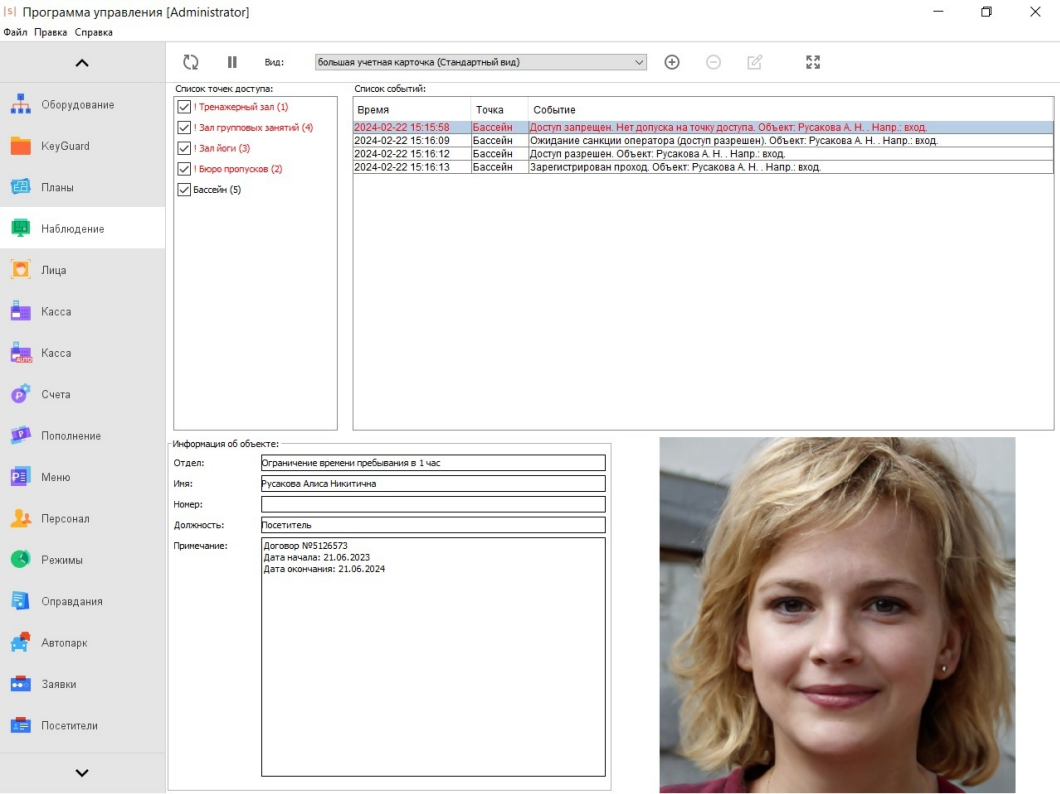 |s| Программа управления [Administrator]
Файл Правка Справка
Вид: большая учетная карточка (Стандартный вид)
Оборудование
KeyGuard
Планы
Наблюдение
Лица
Касса
AUTO
Касса
Счета
Пополнение
Меню
Персонал
Режимы
Оправдания
Автопарк
Заявки
Посетители
Список точек доступа:
! Тренажерный зал (1)
! Зал групповых занятий (4)
! Зал йоги (3)
! Бюро пропусков (2)
Бассейн (5)
Список событий:
Время Точка Событие
2024-02-22 15:15:58 Бассейн Доступ запрещен. Нет допуска на точку доступа. Объект: Русакова А. Н. . Напр.: вход.
2024-02-22 15:16:09 Бассейн Ожидание санкции оператора (доступ разрешен). Объект: Русакова А. Н. . Напр.: вход.
2024-02-22 15:16:12 Бассейн Доступ разрешен. Объект: Русакова А. Н. . Напр.: вход.
2024-02-22 15:16:13 Бассейн Зарегистрирован проход. Объект: Русакова А. Н. . Напр.: вход.
Информация об объекте:
Отдел: Ограничение времени пребывания в 1 час
Имя: Русакова Алиса Никитична
Номер:
Должность: Посетитель
Примечание: Договор №5126573
Дата начала: 21.06.2023
Дата окончания: 21.06.2024